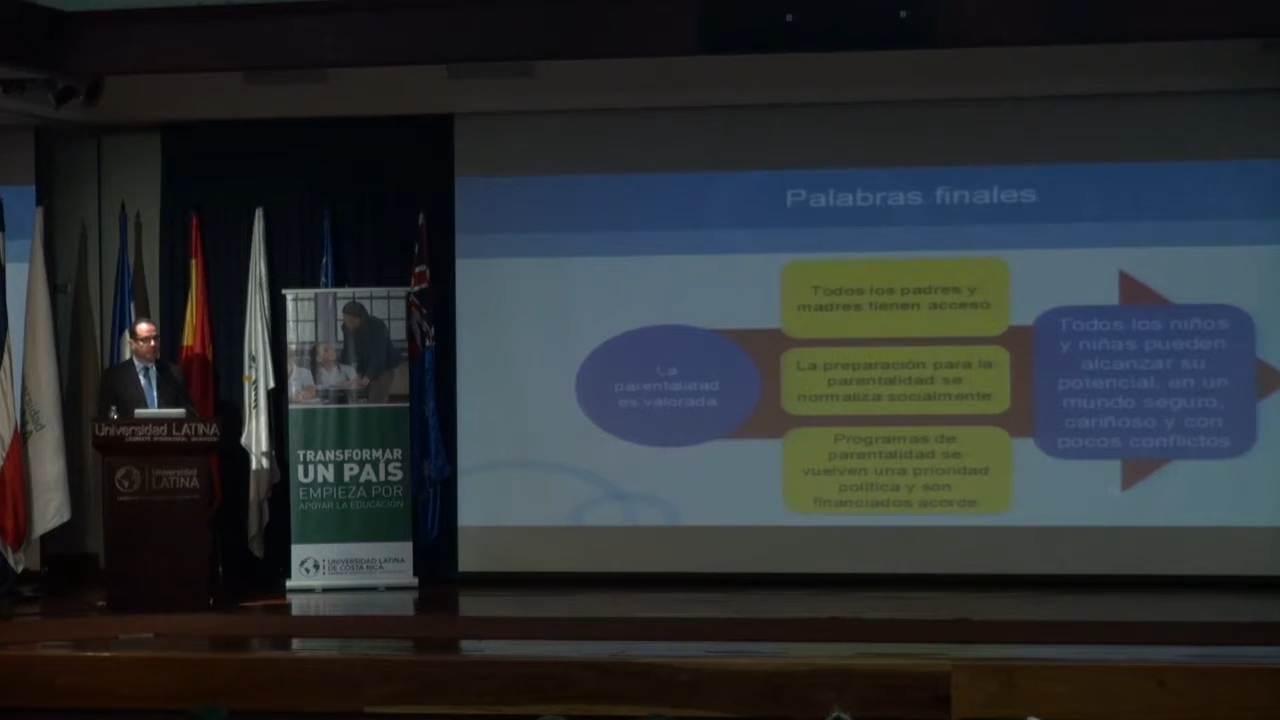 Palabras finales
La
parentalidad
es valorada
Todos los padres y
madres tienen acceso
La preparación para la
parentalidad se
normaliza socialmente
Programas de
parentalidad se
vuelven una prioridad
política y son
financiados acorde
Todos los niños
y niñas pueden
alcanzar su
potencial, en un
mundo seguro,
cariñoso y con
pocos conflictos
TRANSFORMAR
UN PAÍS
EMPIEZA POR
APOYAR LA EDUCACIÓN
UNIVERSIDAD LATINA
DE COSTA RICA
Universidad LATINA
Universidad
LATINA